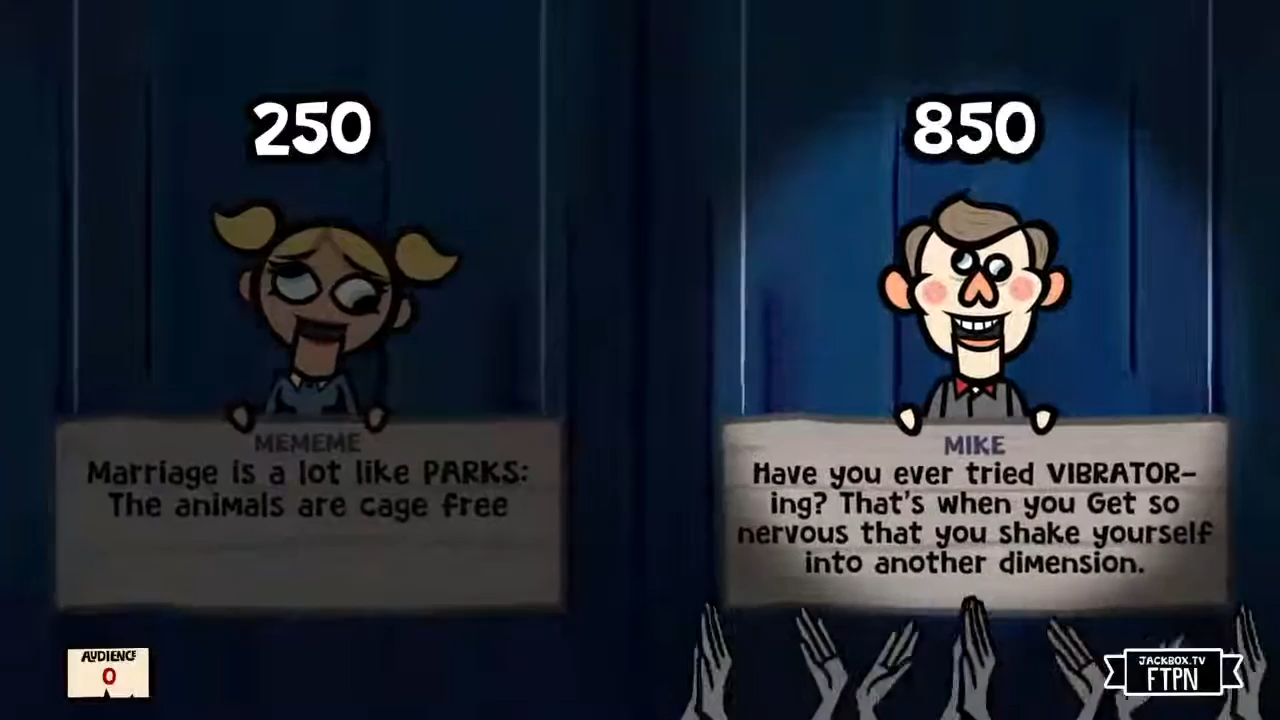 250
850
MEMEME
Marriage is a lot like PARKS:
The animals are cage free
MIKE
Have you ever tried VIBRATOR-
ing? That's when you Get so
nervous that you shake yourself
into another dimension.
AUDIENCE
0
JACKBOX.TV
FTPN